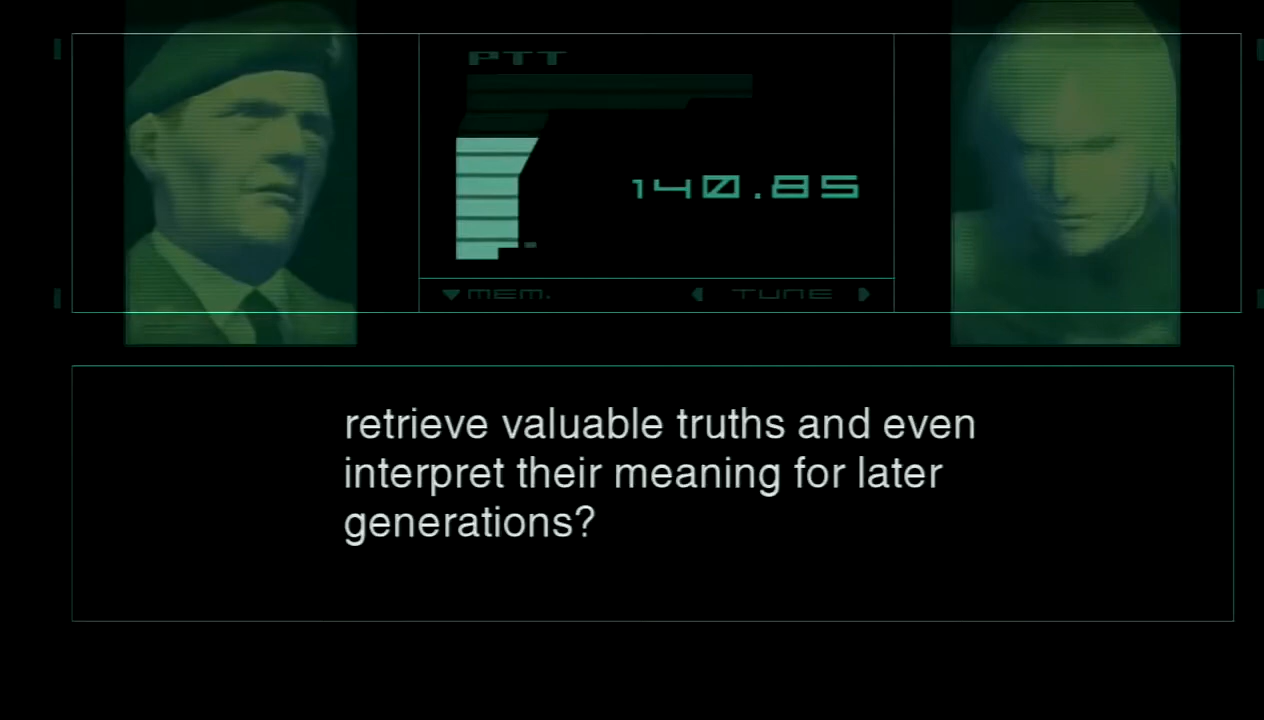 PTT
140.85
MEM.
TUNE
retrieve valuable truths and even
interpret their meaning for later
generations?